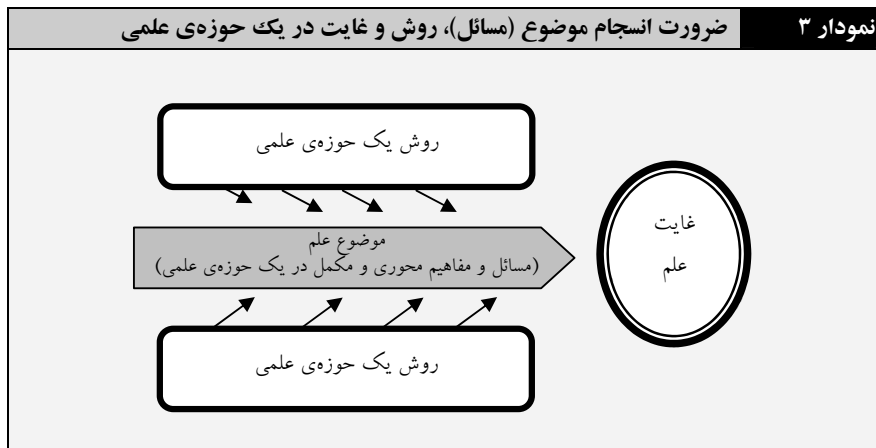 نمودار ۳ ضرورت انسجام موضوع (مسائل)، روش و غایت در یک حوزه‌ی علمی
روش یک حوزه‌ی علمی
موضوع علم
(مسائل و مفاهیم محوری و مکمل در یک حوزه‌ی علمی)
غایت
علم
روش یک حوزه‌ی علمی